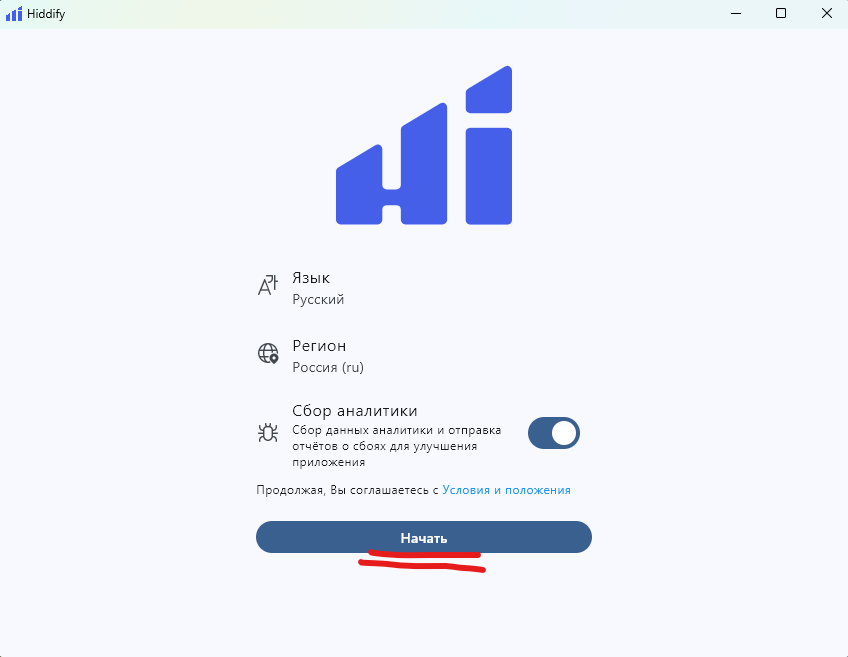 Hiddify
Язык
Русский
Регион
Россия (ru)
Сбор аналитики
Сбор данных аналитики и отправка
отчётов о сбоях для улучшения
приложения
Продолжая, Вы соглашаетесь с Условия и положения
Начать